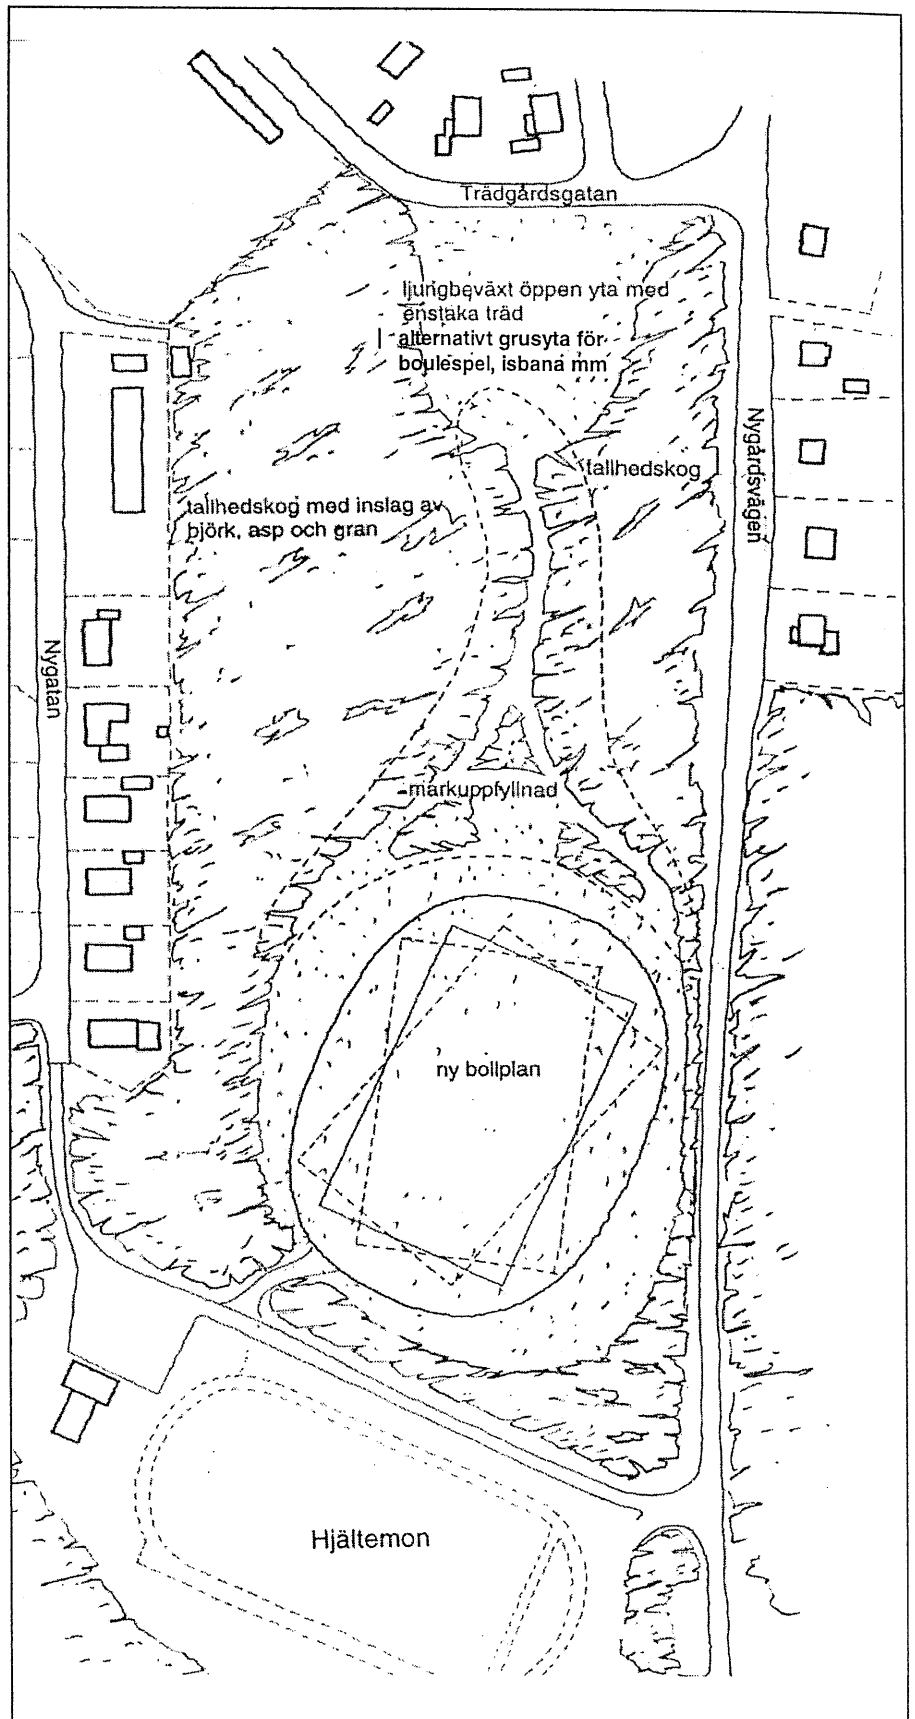 Trädgårdsgatan
ljungbeväxt öppen yta med
enstaka träd
alternativt grusyta för
boulespel, isbana mm
Nygårdsvägen
tallhedskog
tallhedskog med inslag av
björk, asp och gran
Nygatan
markuppfyllnad
ny bollplan
Hjältemon